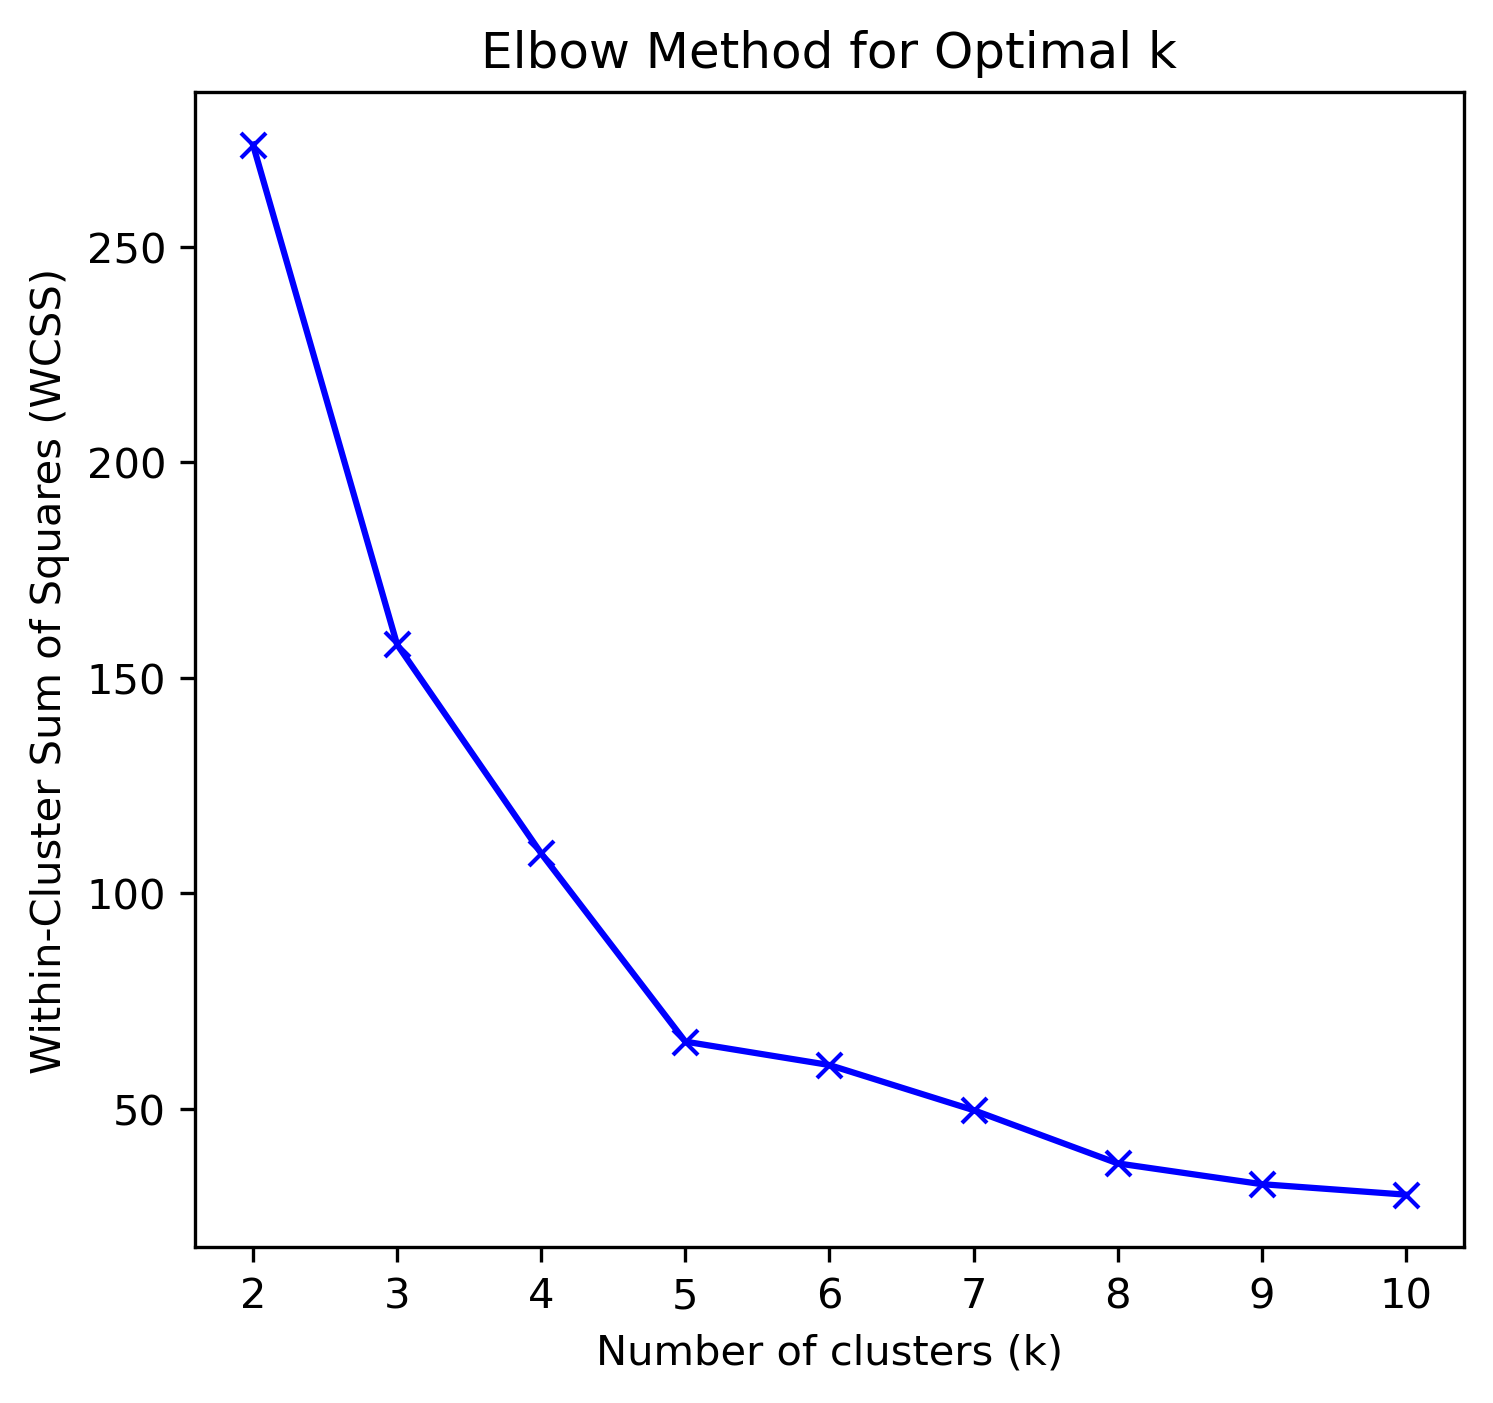 Elbow Method for Optimal k
Within-Cluster Sum of Squares (WCSS)
250
200
150
100
50
2 3 4 5 6 7 8 9 10
Number of clusters (k)